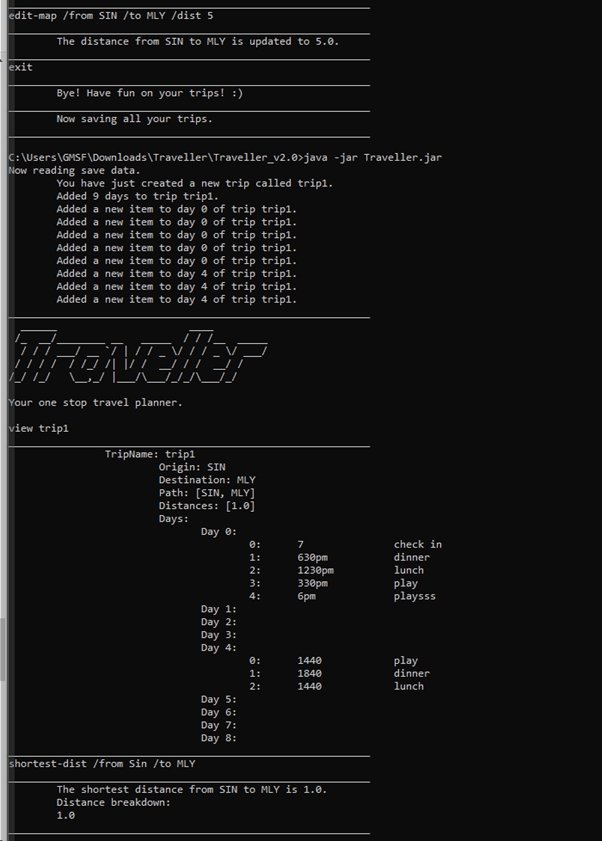 edit-map /from SIN /to MLY /dist 5
The distance from SIN to MLY is updated to 5.0.
exit
Bye! Have fun on your trips! :)
Now saving all your trips.
C:\Users\GMSF\Downloads\Traveller\Traveller_v2.0>java -jar Traveller.jar
Now reading save data.
You have just created a new trip called trip1.
Added 9 days to trip trip1.
Added a new item to day 0 of trip trip1.
Added a new item to day 0 of trip trip1.
Added a new item to day 0 of trip trip1.
Added a new item to day 0 of trip trip1.
Added a new item to day 0 of trip trip1.
Added a new item to day 4 of trip trip1.
Added a new item to day 4 of trip trip1.
Added a new item to day 4 of trip trip1.
Traveller
Your one stop travel planner.
view trip1
TripName: trip1
Origin: SIN
Destination: MLY
Path: [SIN, MLY]
Distances: [1.0]
Days:
Day 0:
0: 7 check in
1: 630pm dinner
2: 1230pm lunch
3: 330pm play
4: 6pm playsss
Day 1:
Day 2:
Day 3:
Day 4:
0: 1440 play
1: 1840 dinner
2: 1440 lunch
Day 5:
Day 6:
Day 7:
Day 8:
shortest-dist /from Sin /to MLY
The shortest distance from SIN to MLY is 1.0.
Distance breakdown:
1.0